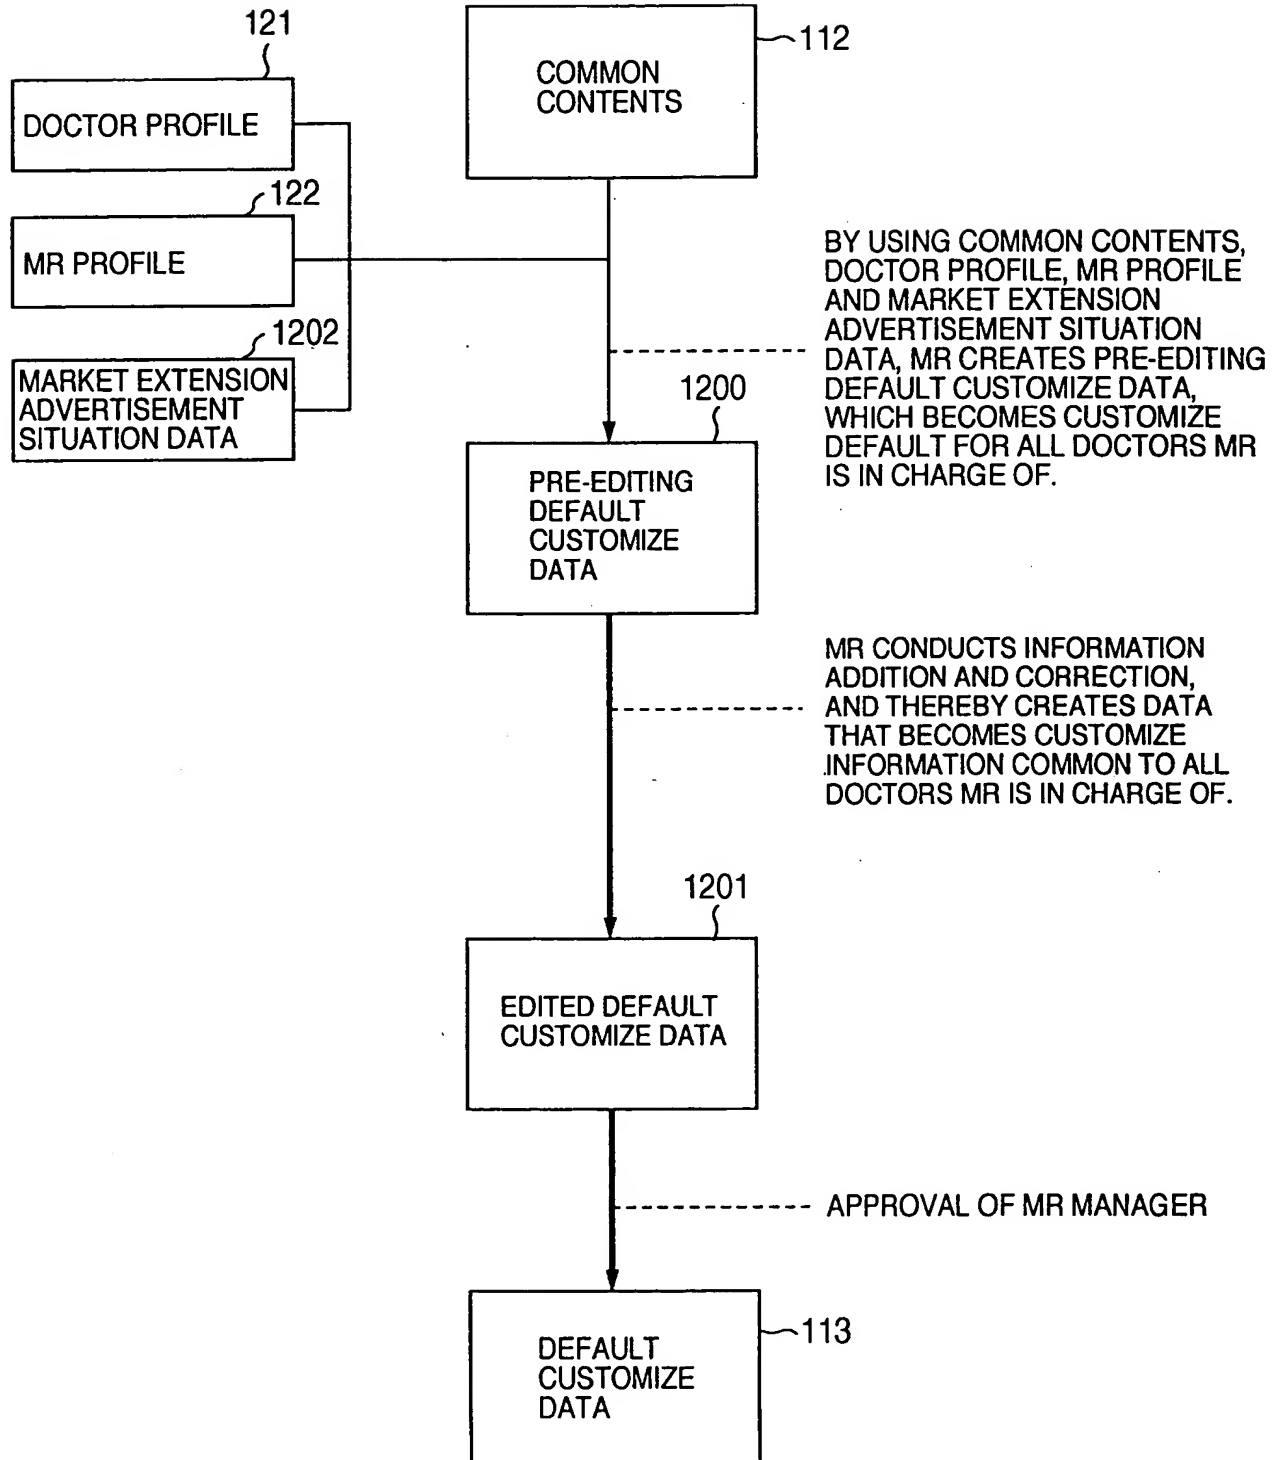 121
DOCTOR PROFILE
122
MR PROFILE
1202
MARKET EXTENSION
ADVERTISEMENT
SITUATION DATA
112
COMMON
CONTENTS
BY USING COMMON CONTENTS,
DOCTOR PROFILE, MR PROFILE
AND MARKET EXTENSION
ADVERTISEMENT SITUATION
DATA, MR CREATES PRE-EDITING
DEFAULT CUSTOMIZE DATA,
WHICH BECOMES CUSTOMIZE
DEFAULT FOR ALL DOCTORS MR
IS IN CHARGE OF.
1200
PRE-EDITING
DEFAULT
CUSTOMIZE
DATA
MR CONDUCTS INFORMATION
ADDITION AND CORRECTION,
AND THEREBY CREATES DATA
THAT BECOMES CUSTOMIZE
INFORMATION COMMON TO ALL
DOCTORS MR IS IN CHARGE OF.
1201
EDITED DEFAULT
CUSTOMIZE DATA
APPROVAL OF MR MANAGER
113
DEFAULT
CUSTOMIZE
DATA